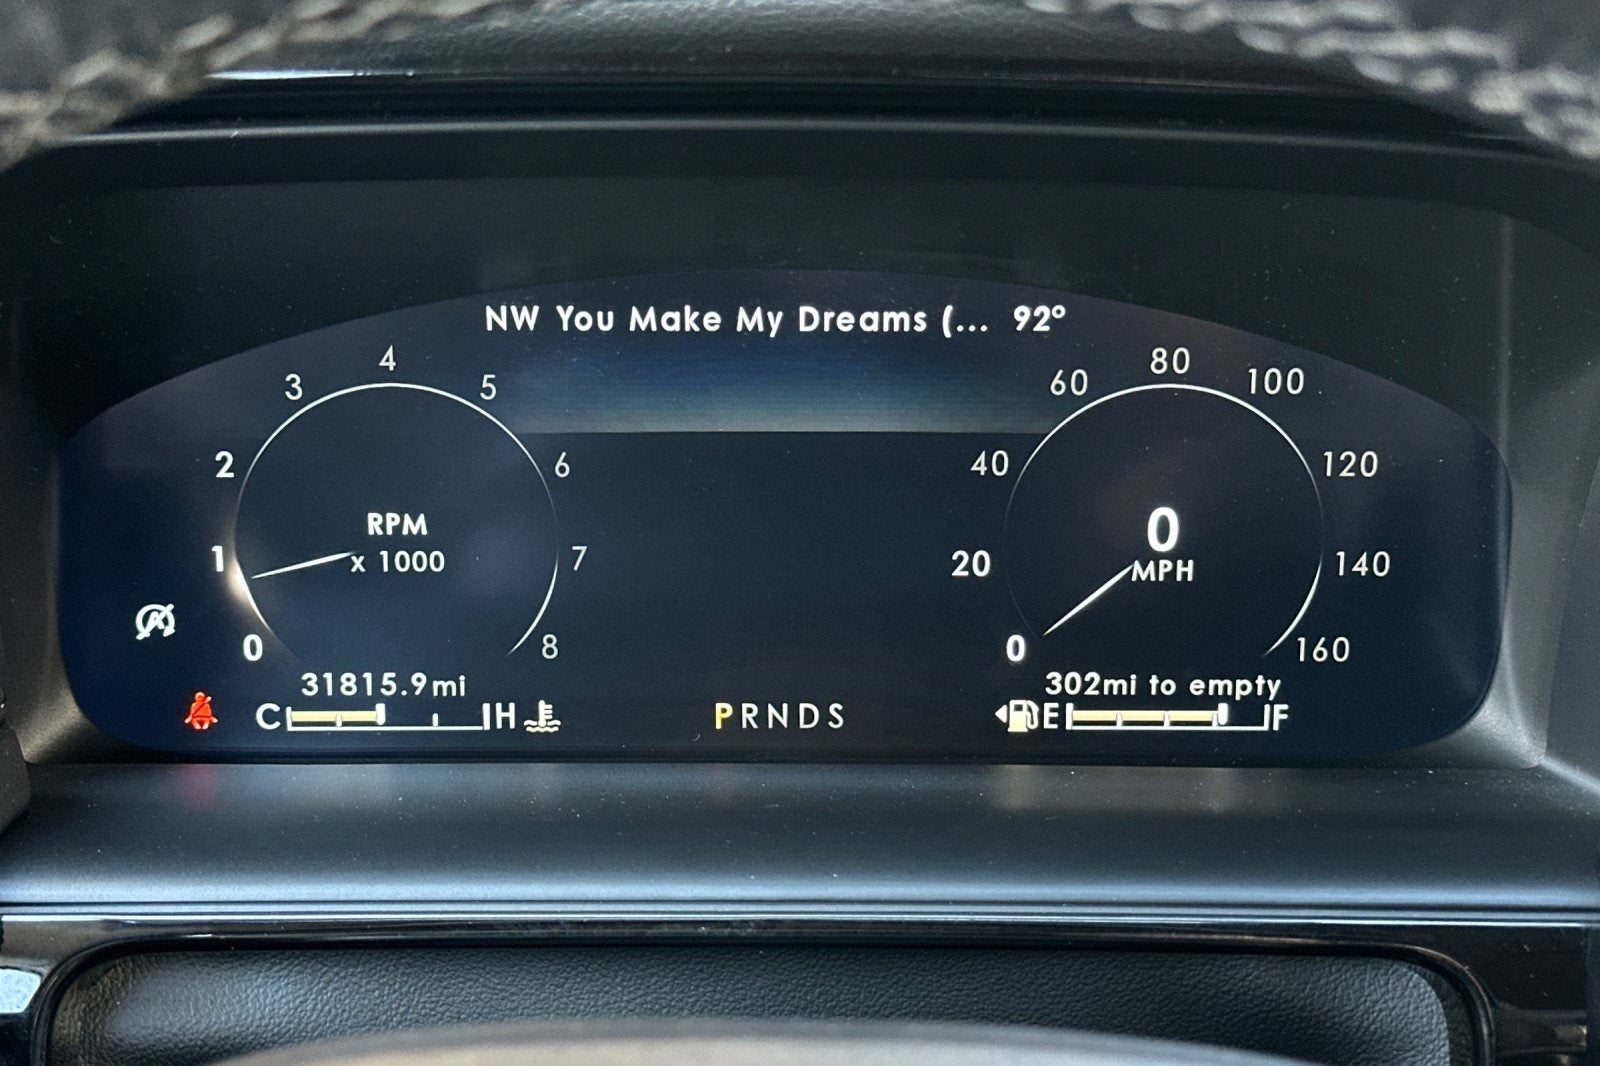 NW You Make My Dreams (... 92°
0 1 2 3 4 5 6 7 8
RPM
x 1000
0 20 40 60 80 100 120 140 160
0
MPH
31815.9mi
302mi to empty
C H
PRNDS
E F